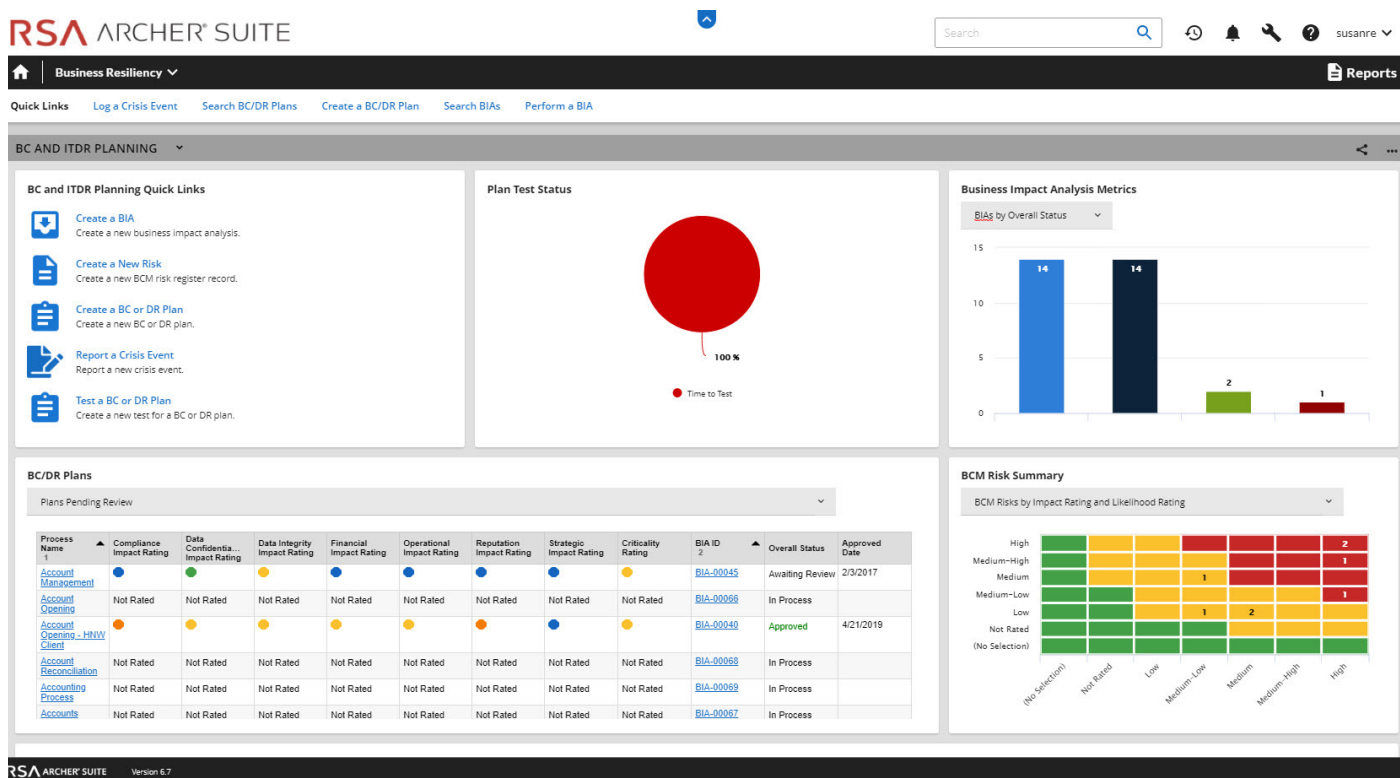 RSA ARCHER® SUITE
Search
susanre
Business Resiliency
Reports
Quick Links Log a Crisis Event Search BC/DR Plans Create a BC/DR Plan Search BIAs Perform a BIA
BC AND ITDR PLANNING
BC and ITDR Planning Quick Links
Create a BIA
Create a new business impact analysis.
Create a New Risk
Create a new BCM risk register record.
Create a BC or DR Plan
Create a new BC or DR plan.
Report a Crisis Event
Report a new crisis event.
Test a BC or DR Plan
Create a new test for a BC or DR plan.
Plan Test Status
100 %
Time to Test
Business Impact Analysis Metrics
BIAs by Overall Status
15
14 14
10
5
2
1
0
BC/DR Plans
Plans Pending Review
Process Name 1 Compliance Impact Rating Data Confidentia... Impact Rating Data Integrity Impact Rating Financial Impact Rating Operational Impact Rating Reputation Impact Rating Strategic Impact Rating Criticality Rating BIA ID 2 Overall Status Approved Date
Account Management BIA-00045 Awaiting Review 2/3/2017
Account Opening Not Rated Not Rated Not Rated Not Rated Not Rated Not Rated Not Rated Not Rated BIA-00066 In Process
Account Opening - HNW Client BIA-00040 Approved 4/21/2019
Account Reconciliation Not Rated Not Rated Not Rated Not Rated Not Rated Not Rated Not Rated Not Rated BIA-00068 In Process
Accounting Process Not Rated Not Rated Not Rated Not Rated Not Rated Not Rated Not Rated Not Rated BIA-00069 In Process
Accounts Not Rated Not Rated Not Rated Not Rated Not Rated Not Rated Not Rated Not Rated BIA-00067 In Process
BCM Risk Summary
BCM Risks by Impact Rating and Likelihood Rating
High 2
Medium-High 1
Medium 1
Medium-Low 1
Low 1 2
Not Rated
(No Selection)
(No Selection) Not Rated Low Medium-Low Medium Medium-High High
RSA ARCHER® SUITE Version 6.7